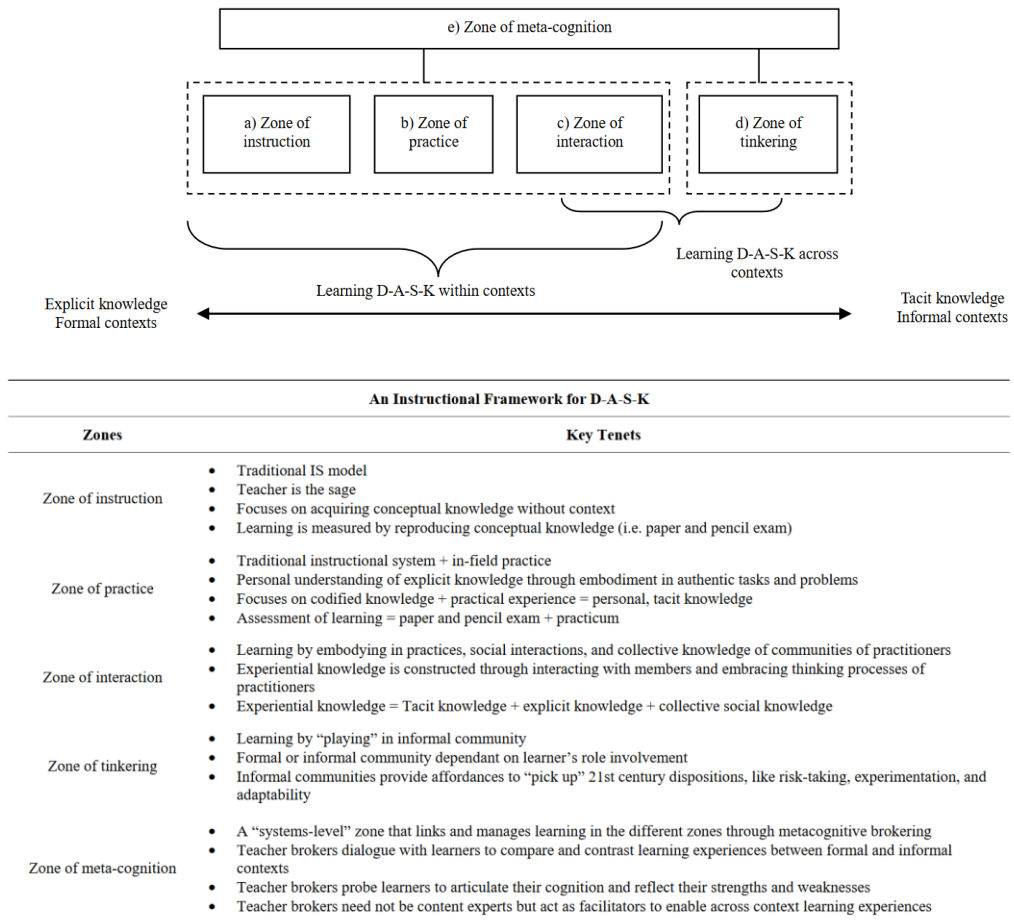 e) Zone of meta-cognition
a) Zone of
instruction
b) Zone of
practice
c) Zone of
interaction
d) Zone of
tinkering
Learning D-A-S-K across
contexts
Learning D-A-S-K within contexts
Explicit knowledge
Formal contexts
Tacit knowledge
Informal contexts
An Instructional Framework for D-A-S-K
Zones
Key Tenets
Zone of instruction
• Traditional IS model
• Teacher is the sage
• Focuses on acquiring conceptual knowledge without context
• Learning is measured by reproducing conceptual knowledge (i.e. paper and pencil exam)
Zone of practice
• Traditional instructional system + in-field practice
• Personal understanding of explicit knowledge through embodiment in authentic tasks and problems
• Focuses on codified knowledge + practical experience = personal, tacit knowledge
• Assessment of learning = paper and pencil exam + practicum
Zone of interaction
• Learning by embodying in practices, social interactions, and collective knowledge of communities of practitioners
• Experiential knowledge is constructed through interacting with members and embracing thinking processes of
practitioners
• Experiential knowledge = Tacit knowledge + explicit knowledge + collective social knowledge
Zone of tinkering
• Learning by “playing” in informal community
• Formal or informal community dependant on learner’s role involvement
• Informal communities provide affordances to “pick up” 21st century dispositions, like risk-taking, experimentation, and
adaptability
Zone of meta-cognition
• A “systems-level” zone that links and manages learning in the different zones through metacognitive brokering
• Teacher brokers dialogue with learners to compare and contrast learning experiences between formal and informal
contexts
• Teacher brokers probe learners to articulate their cognition and reflect their strengths and weaknesses
• Teacher brokers need not be content experts but act as facilitators to enable across context learning experiences